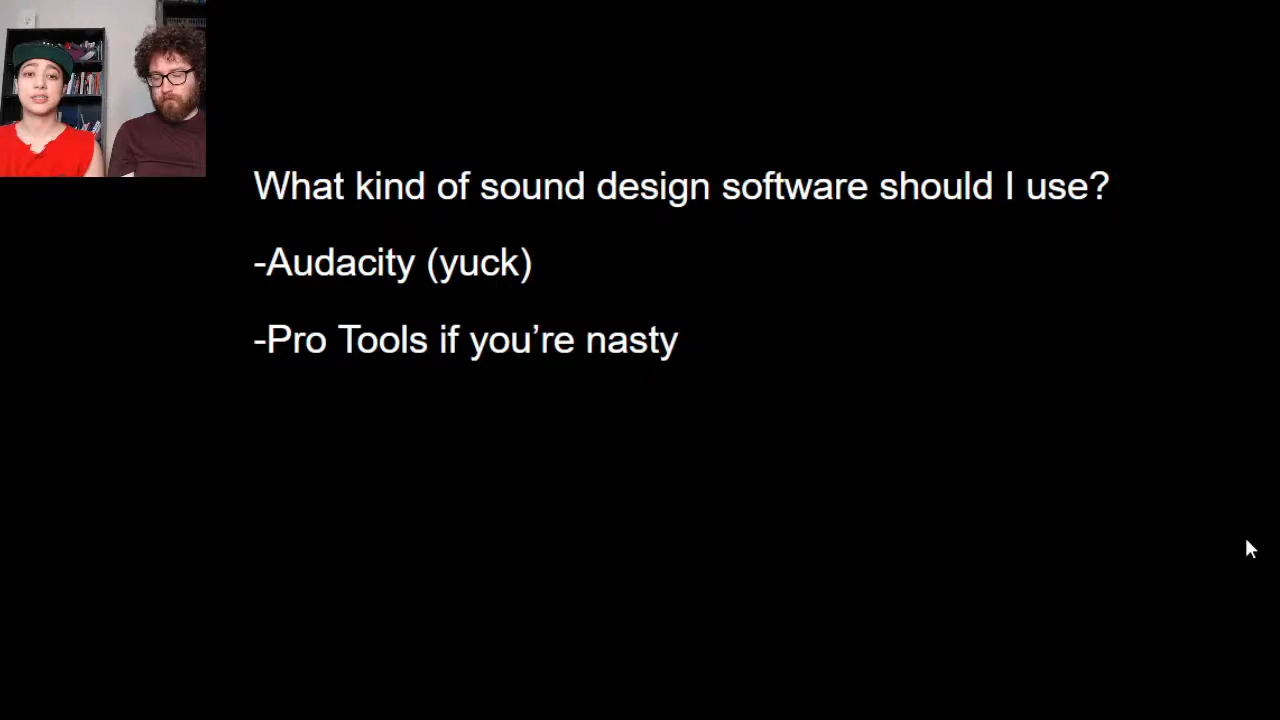 What kind of sound design software should I use?
-Audacity (yuck)
-Pro Tools if you’re nasty